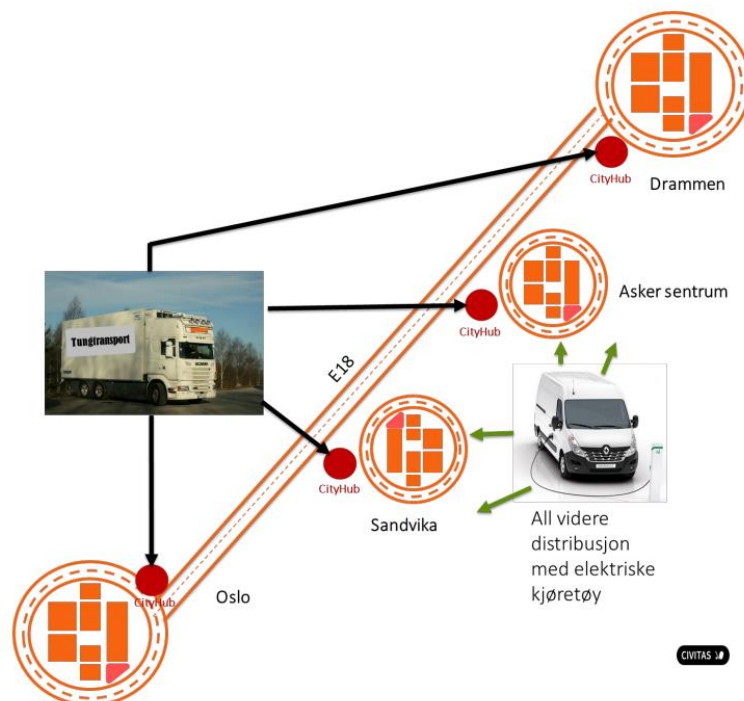 Drammen
CityHub
Asker sentrum
CityHub
Tungtransport
E18
CityHub
Sandvika
All videre
distribusjon
med elektriske
kjøretøy
Oslo
CityHub
CIVITAS